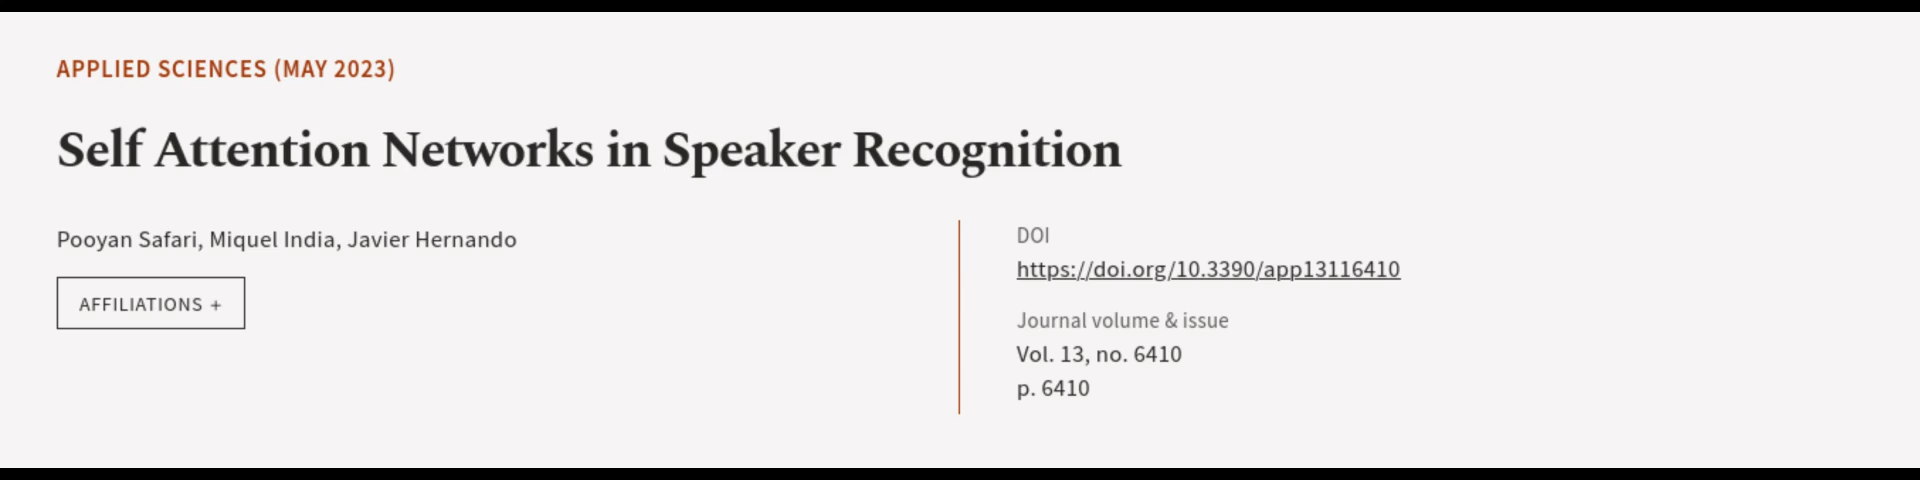 APPLIED SCIENCES (MAY 2023)
Self Attention Networks in Speaker Recognition
Pooyan Safari, Miquel India, Javier Hernando
AFFILIATIONS +
DOI
https://doi.org/10.3390/app13116410
Journal volume & issue
Vol. 13, no. 6410
p. 6410